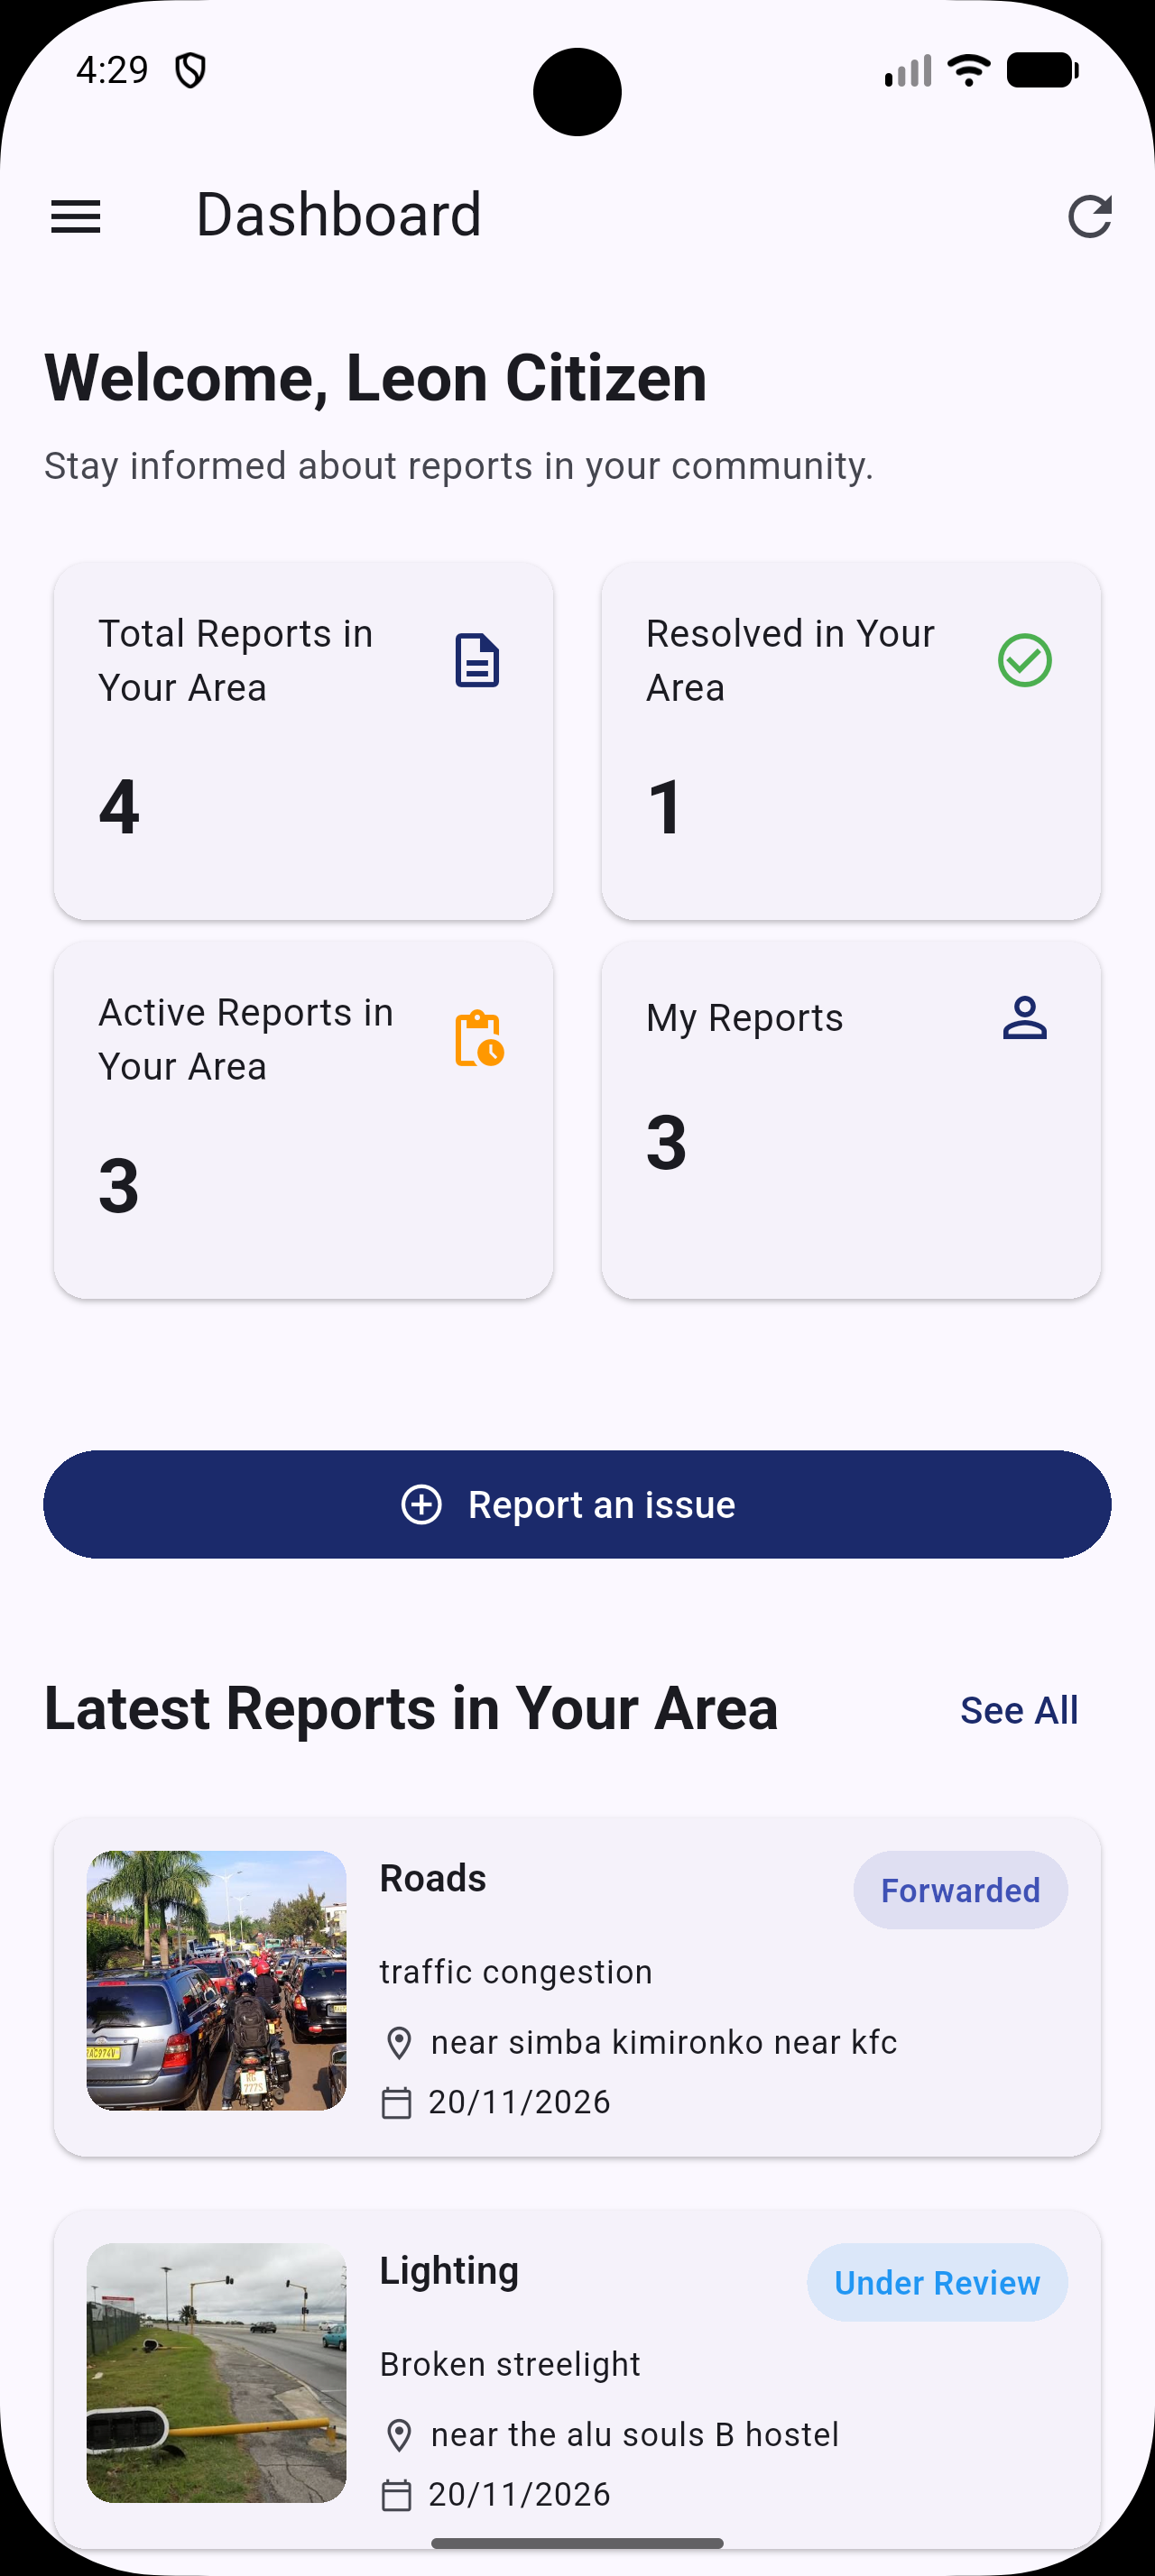 4:29
Dashboard
Welcome, Leon Citizen
Stay informed about reports in your community.
Total Reports in
Your Area
4
Resolved in Your
Area
1
Active Reports in
Your Area
3
My Reports
3
Report an issue
Latest Reports in Your Area
See All
Roads
Forwarded
traffic congestion
near simba kimironko near kfc
20/11/2026
Lighting
Under Review
Broken streelight
near the alu souls B hostel
20/11/2026